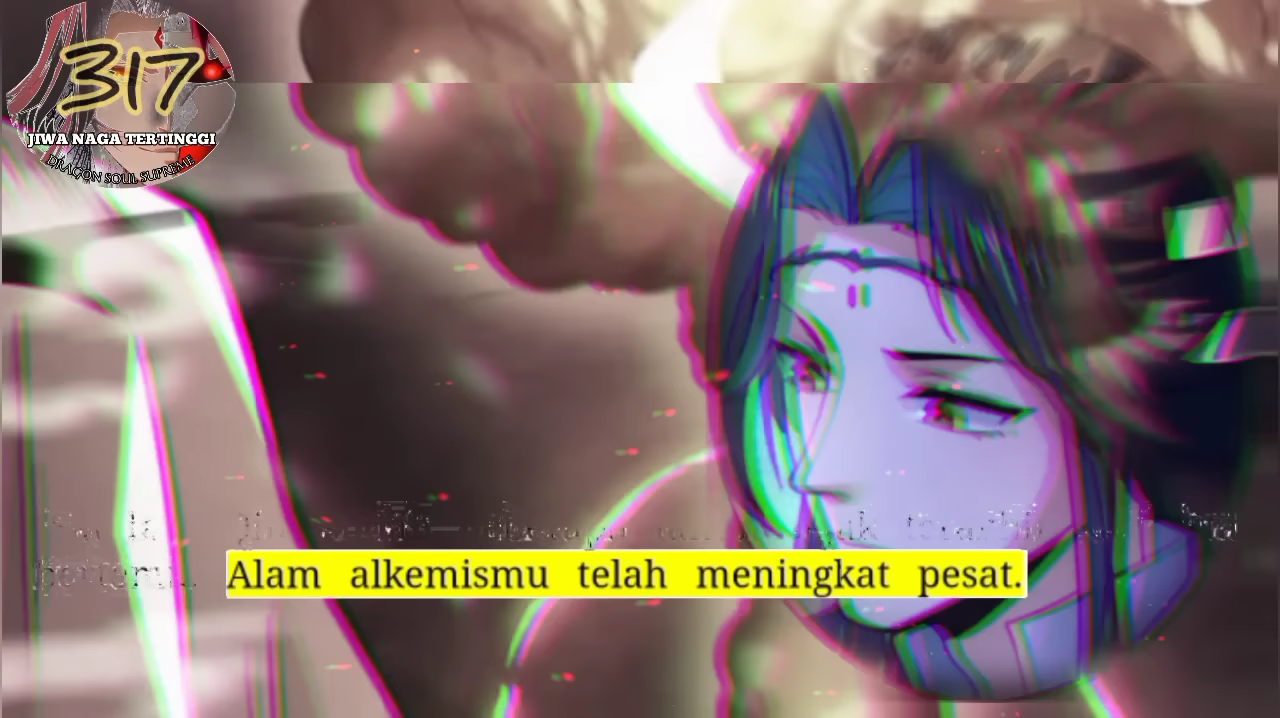 317
JIWA NAGA TERTINGGI
DRAGON SOUL SUPREME
Alam alkemismu telah meningkat pesat.